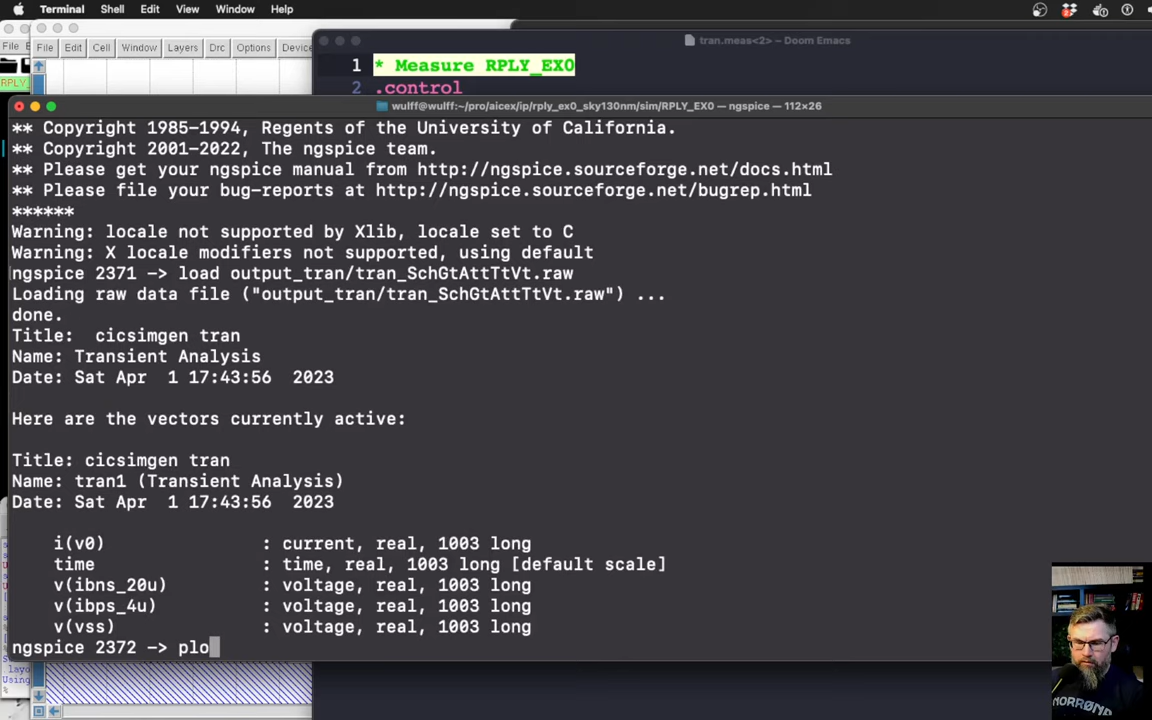 Terminal Shell Edit View Window Help
File Edit Cell Window Layers Drc Options Device
tran.meas<2> — Doom Emacs
1 * Measure RPLY_EX0
2 .control
RPLY_
wulff@wulff:~/pro/aicex/ip/rply_ex0_sky130nm/sim/RPLY_EX0 — ngspice — 112×26
** Copyright 1985-1994, Regents of the University of California.
** Copyright 2001-2022, The ngspice team.
** Please get your ngspice manual from http://ngspice.sourceforge.net/docs.html
** Please file your bug-reports at http://ngspice.sourceforge.net/bugrep.html
******
Warning: locale not supported by Xlib, locale set to C
Warning: X locale modifiers not supported, using default
ngspice 2371 -> load output_tran/tran_SchGtAttTtVt.raw
Loading raw data file ("output_tran/tran_SchGtAttTtVt.raw") ...
done.
Title:  cicsimgen tran
Name: Transient Analysis
Date: Sat Apr  1 17:43:56  2023
Here are the vectors currently active:
Title: cicsimgen tran
Name: tran1 (Transient Analysis)
Date: Sat Apr  1 17:43:56  2023
i(v0) : current, real, 1003 long
time : time, real, 1003 long [default scale]
v(ibns_20u) : voltage, real, 1003 long
v(ibps_4u) : voltage, real, 1003 long
v(vss) : voltage, real, 1003 long
ngspice 2372 -> plo
layo
Using
%
NORRØNA